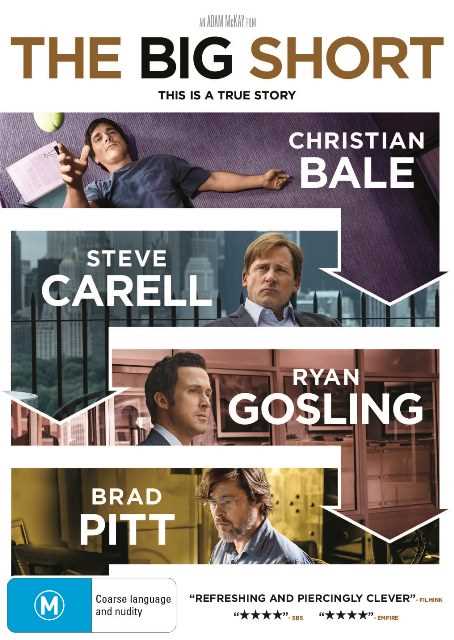 AN ADAM McKAY FILM
THE BIG SHORT
THIS IS A TRUE STORY
CHRISTIAN
BALE
STEVE
CARELL
RYAN
GOSLING
BRAD
PITT
M
Coarse language
and nudity
"REFRESHING AND PIERCINGLY CLEVER" - FILMINK
"★★★★" - SBS "★★★★" - EMPIRE